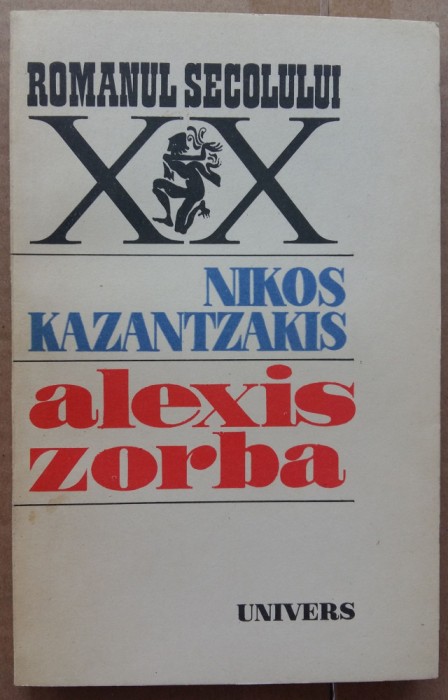 ROMANUL SECOLULUI
XX
NIKOS
KAZANTZAKIS
alexis
zorba
UNIVERS